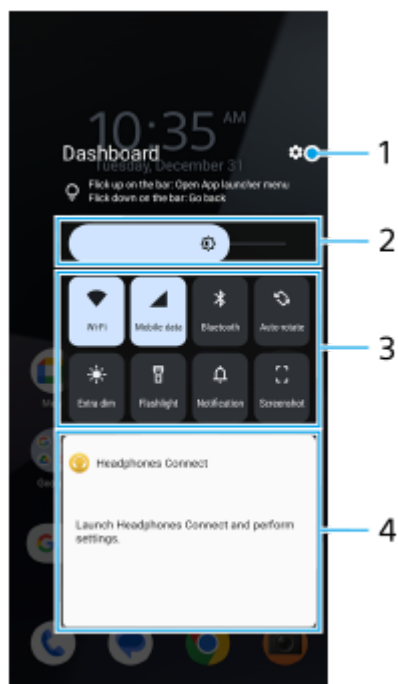 10:35 AM
Dashboard
Tuesday, December 31
1
Flick up on the bar: Open App launcher menu
Flick down on the bar: Go back
2
Wi-Fi
Mobile data
Bluetooth
Auto-rotate
3
Extra dim
Flashlight
Notification
Screenshot
Headphones Connect
Launch Headphones Connect and perform
settings.
4